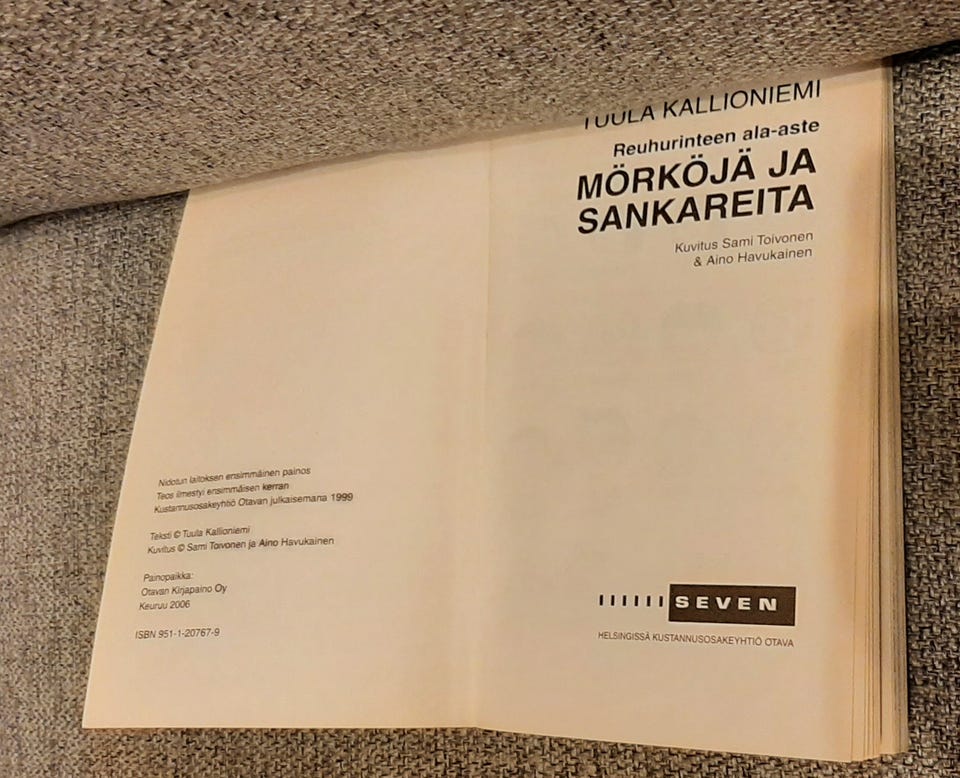 Nidotun laitoksen ensimmäinen painos
Teos ilmestyi ensimmäisen kerran
Kustannusosakeyhtiö Otavan julkaisemana 1999
Teksti © Tuula Kallioniemi
Kuvitus © Sami Toivonen ja Aino Havukainen
Painopaikka:
Otavan Kirjapaino Oy
Keuruu 2006
ISBN 951-1-20767-9
TUULA KALLIONIEMI
Reuhurinteen ala-aste
MÖRKÖJÄ JA
SANKAREITA
Kuvitus Sami Toivonen
& Aino Havukainen
SEVEN
HELSINGISSÄ KUSTANNUSOSAKEYHTIÖ OTAVA